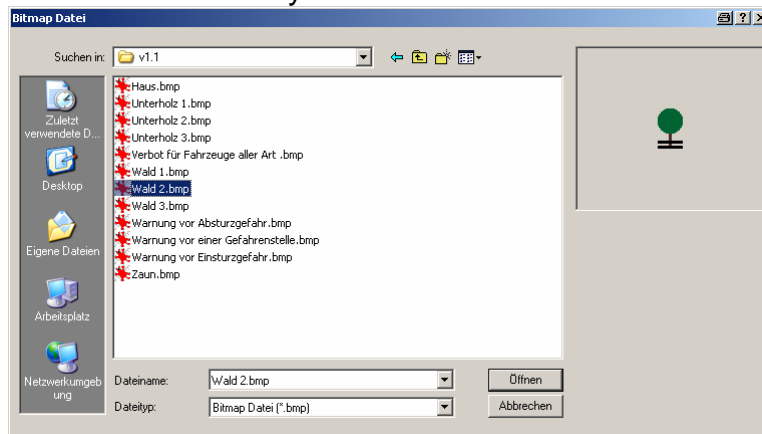 Bitmap Datei
Suchen in:
v1.1
Zuletzt
verwendete D...
Desktop
Eigene Dateien
Arbeitsplatz
Netzwerkumgeb
ung
Haus.bmp
Unterholz 1.bmp
Unterholz 2.bmp
Unterholz 3.bmp
Verbot für Fahrzeuge aller Art .bmp
Wald 1.bmp
Wald 2.bmp
Wald 3.bmp
Warnung vor Absturzgefahr.bmp
Warnung vor einer Gefahrenstelle.bmp
Warnung vor Einsturzgefahr.bmp
Zaun.bmp
Dateiname:
Wald 2.bmp
Öffnen
Dateityp:
Bitmap Datei (*.bmp)
Abbrechen